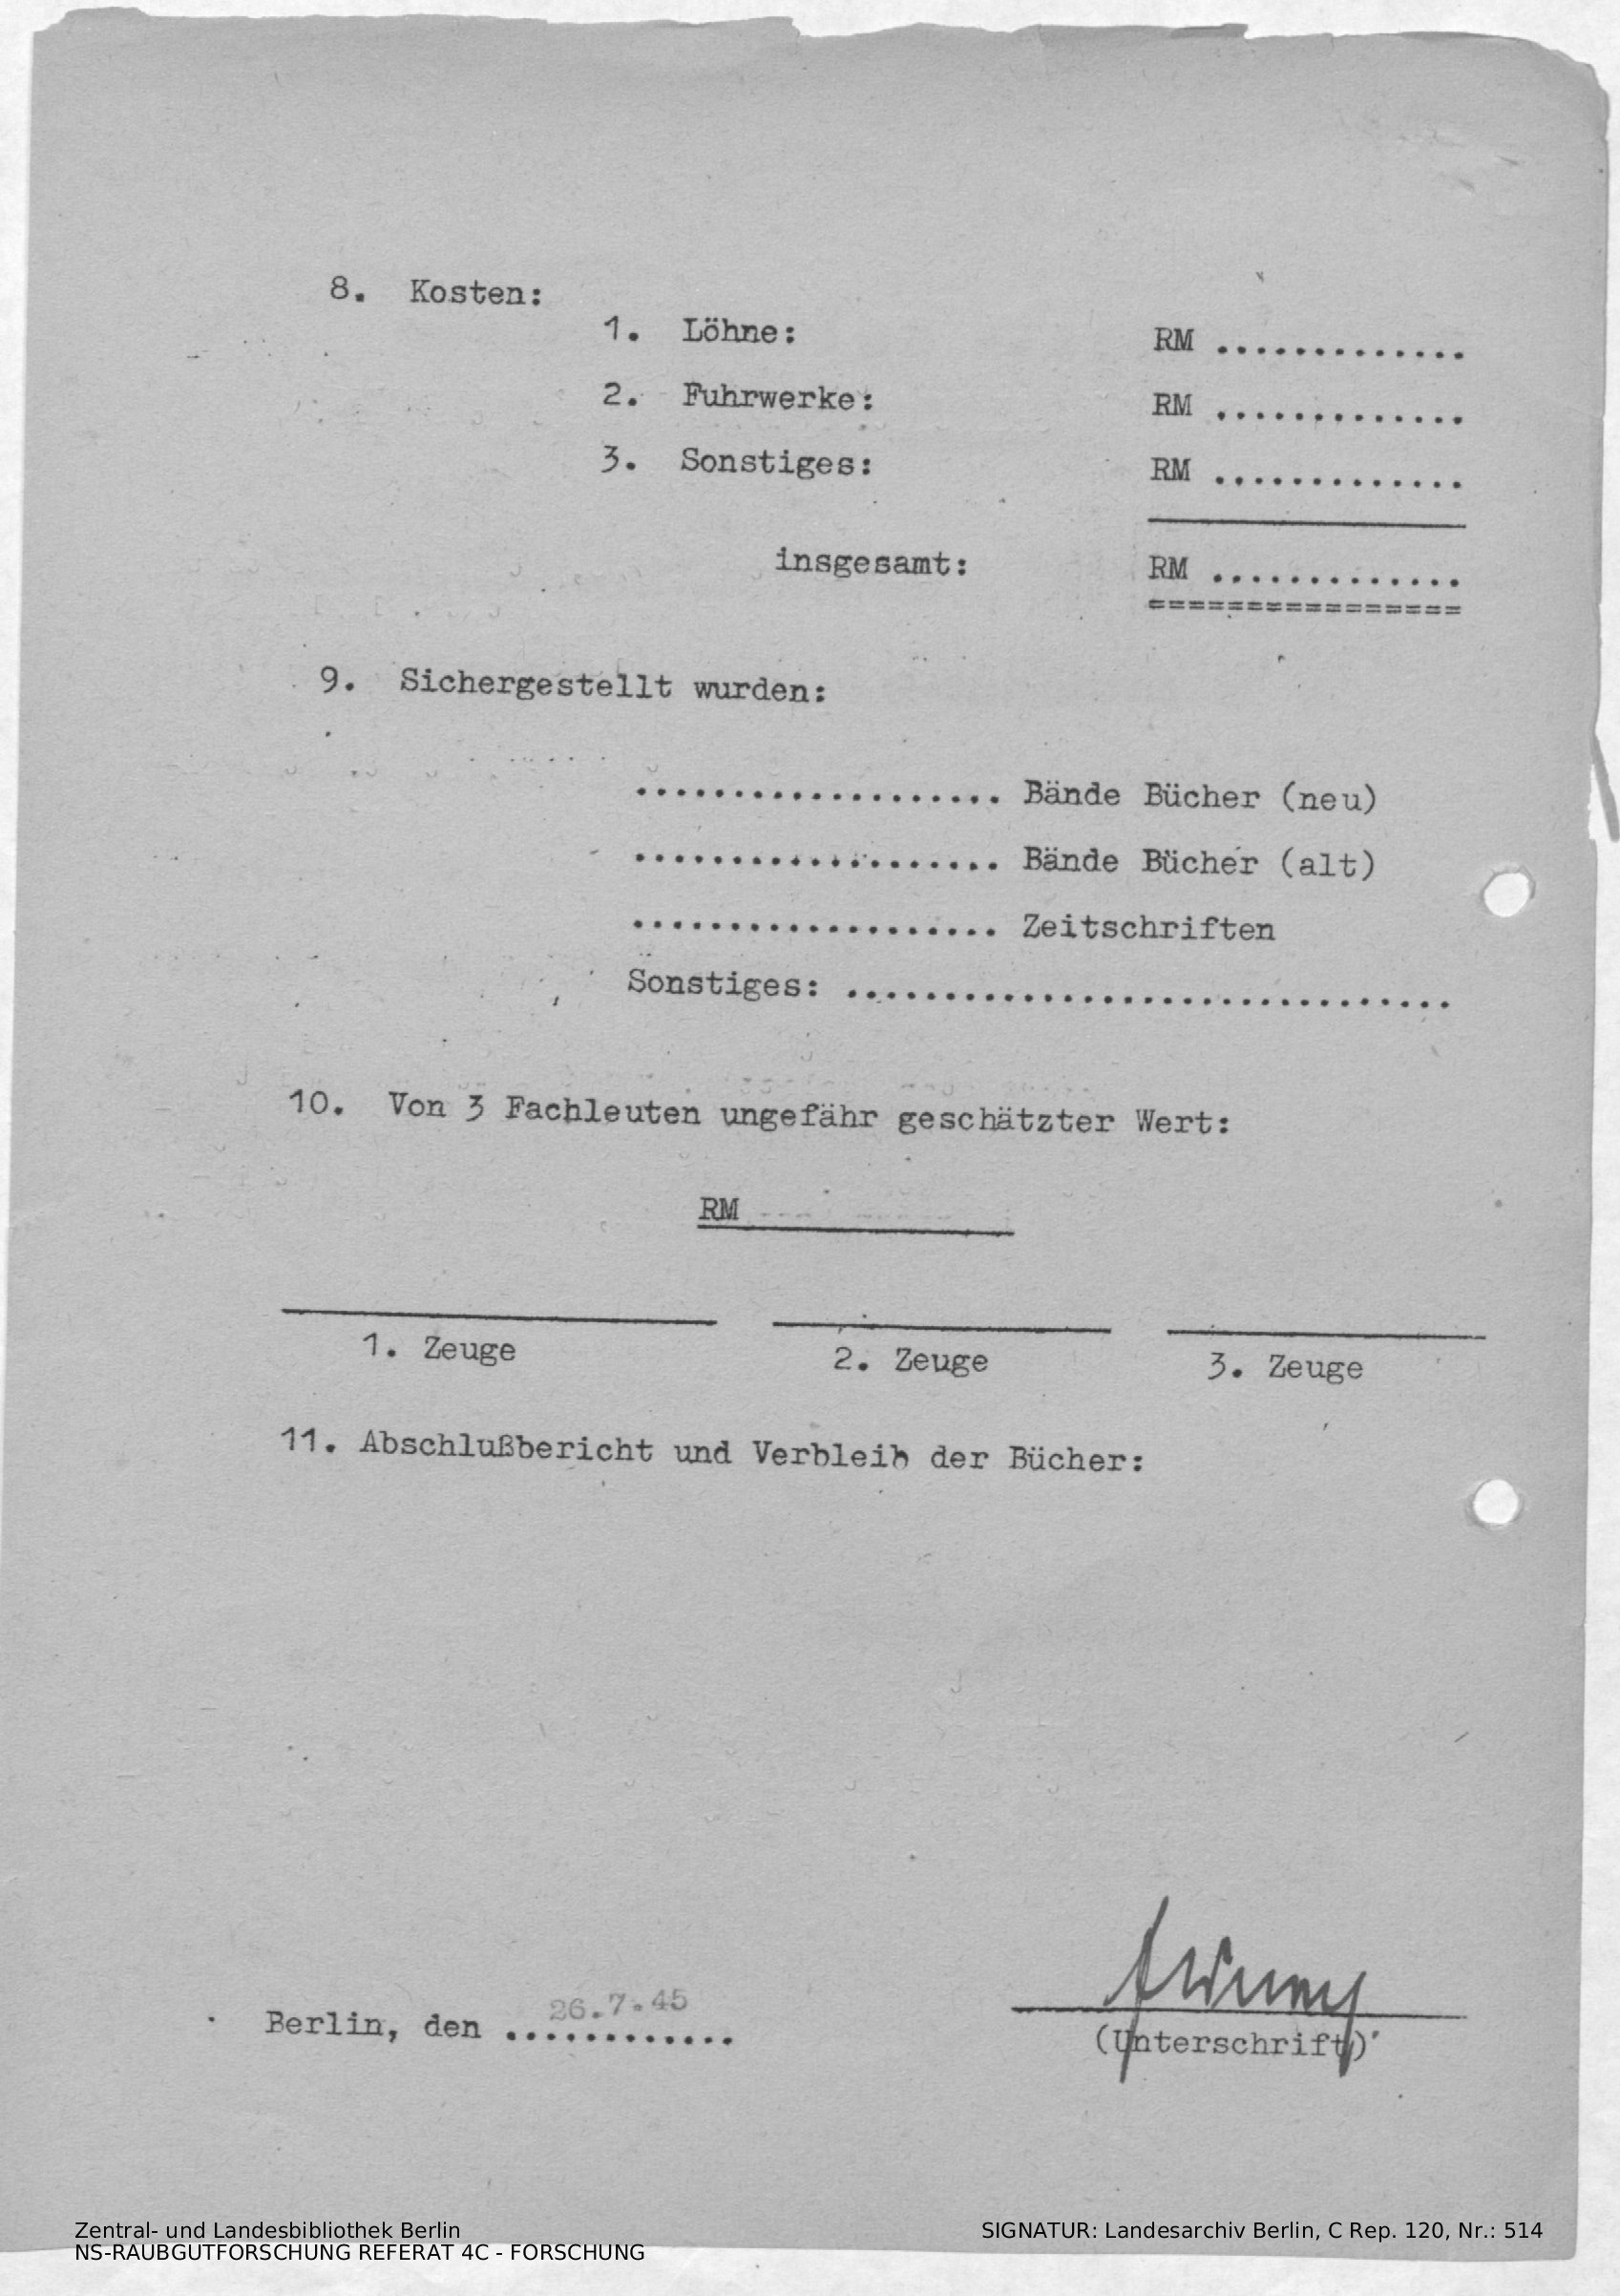 8. Kosten:
1. Löhne: RM .............
2. Fuhrwerke: RM .............
3. Sonstiges: RM .............
insgesamt: RM .............
================
9. Sichergestellt wurden:
................... Bände Bücher (neu)
................... Bände Bücher (alt)
................... Zeitschriften
Sonstiges: ...............................
10. Von 3 Fachleuten ungefähr geschätzter Wert:
RM
1. Zeuge 2. Zeuge 3. Zeuge
11. Abschlußbericht und Verbleib der Bücher:
26.7.45
Berlin, den ............
(Unterschrift)
Zentral- und Landesbibliothek Berlin SIGNATUR: Landesarchiv Berlin, C Rep. 120, Nr.: 514
NS-RAUBGUTFORSCHUNG REFERAT 4C - FORSCHUNG